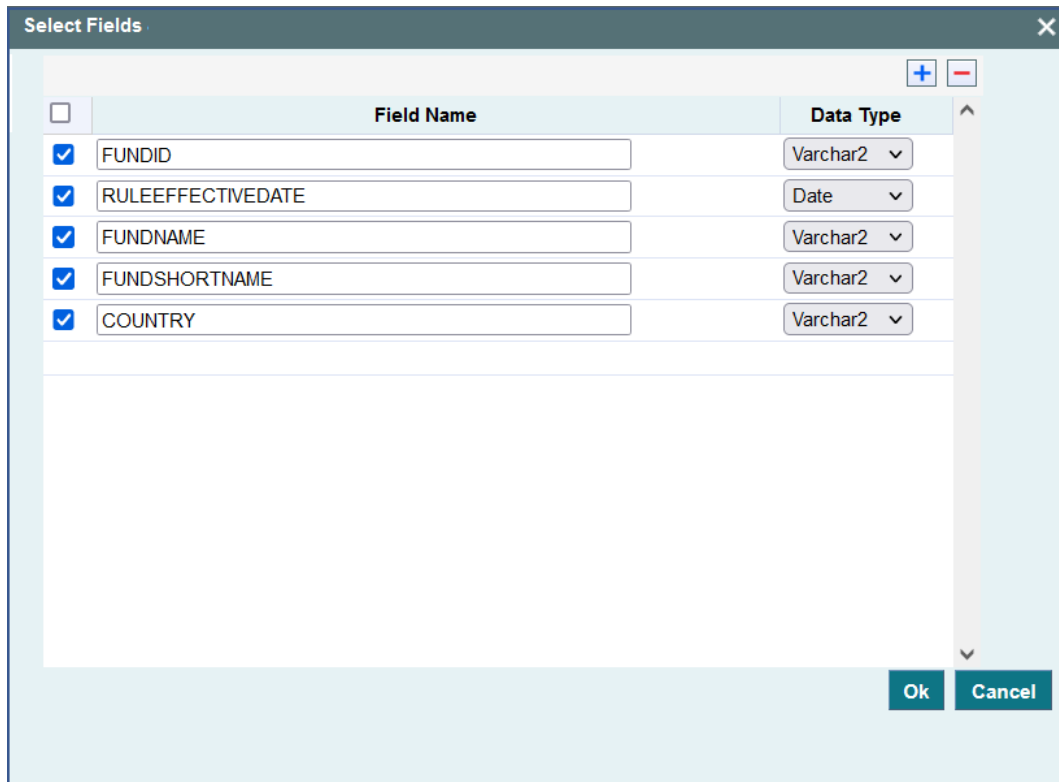 Select Fields
Field Name Data Type
FUNDID Varchar2
RULEEFFECTIVEDATE Date
FUNDNAME Varchar2
FUNDSHORTNAME Varchar2
COUNTRY Varchar2
Ok Cancel